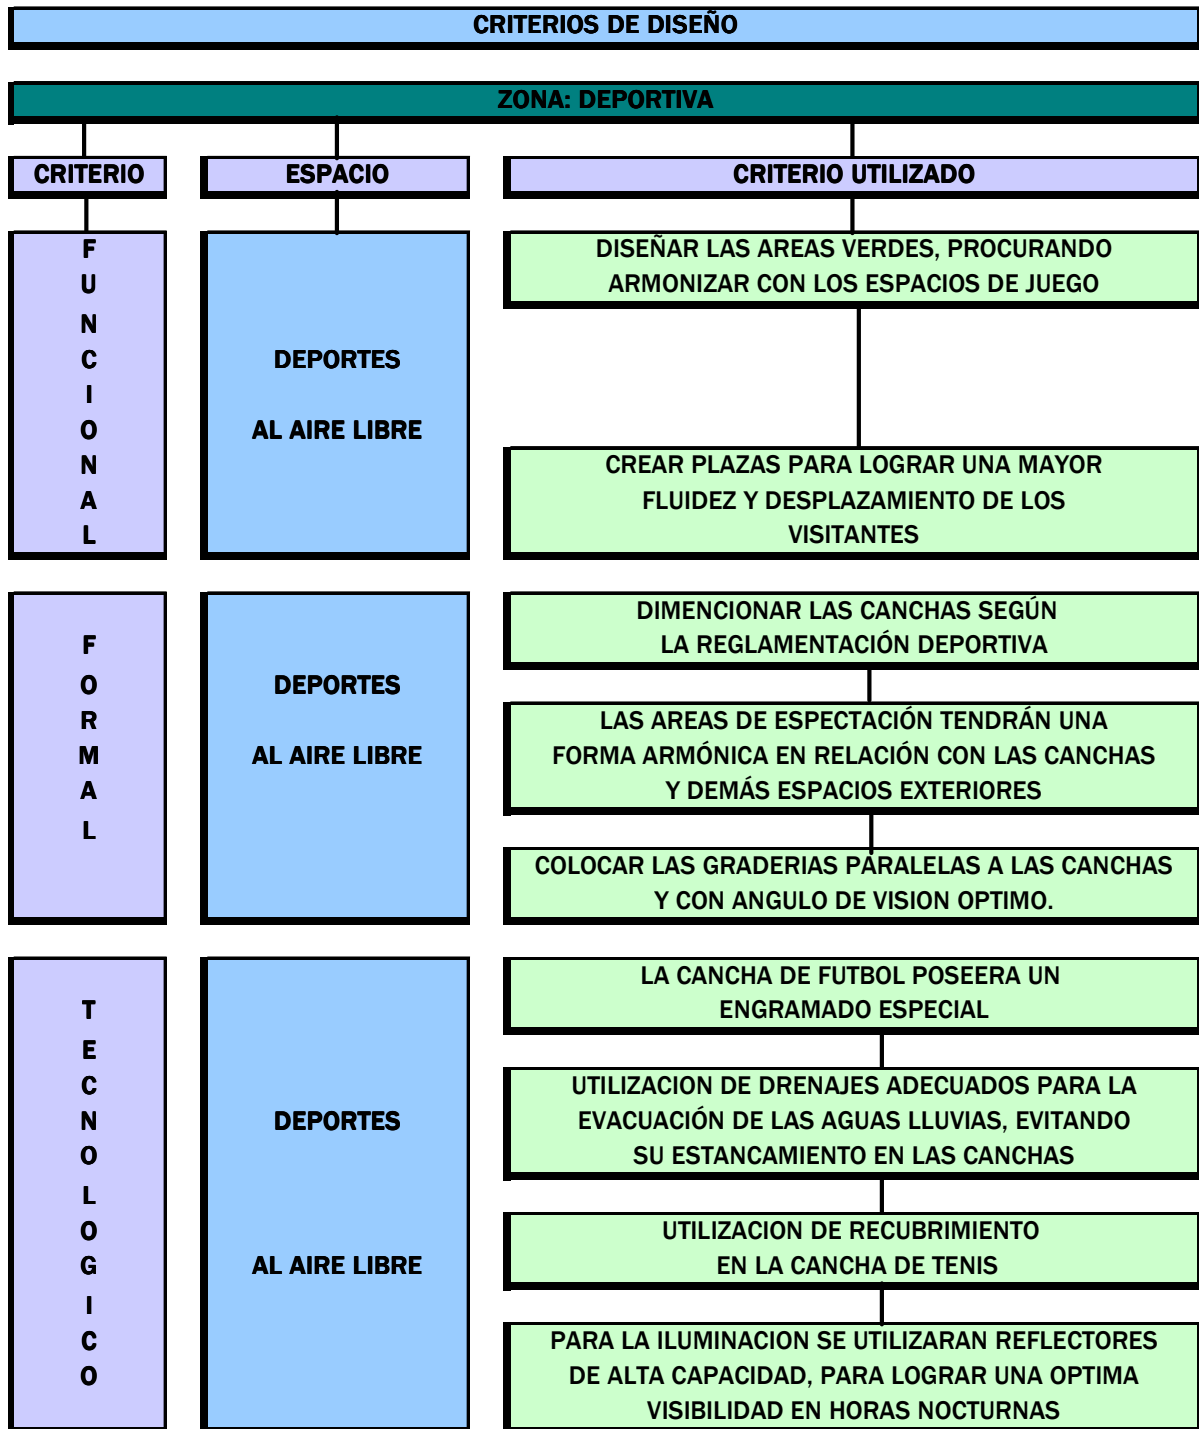 CRITERIOS DE DISEÑO
ZONA: DEPORTIVA
CRITERIO
ESPACIO
CRITERIO UTILIZADO
F
U
N
C
I
O
N
A
L
DEPORTES
AL AIRE LIBRE
DISEÑAR LAS AREAS VERDES, PROCURANDO
ARMONIZAR CON LOS ESPACIOS DE JUEGO
CREAR PLAZAS PARA LOGRAR UNA MAYOR
FLUIDEZ Y DESPLAZAMIENTO DE LOS
VISITANTES
F
O
R
M
A
L
DEPORTES
AL AIRE LIBRE
DIMENCIONAR LAS CANCHAS SEGÚN
LA REGLAMENTACIÓN DEPORTIVA
LAS AREAS DE ESPECTACIÓN TENDRÁN UNA
FORMA ARMÓNICA EN RELACIÓN CON LAS CANCHAS
Y DEMÁS ESPACIOS EXTERIORES
COLOCAR LAS GRADERIAS PARALELAS A LAS CANCHAS
Y CON ANGULO DE VISION OPTIMO.
T
E
C
N
O
L
O
G
I
C
O
DEPORTES
AL AIRE LIBRE
LA CANCHA DE FUTBOL POSEERA UN
ENGRAMADO ESPECIAL
UTILIZACION DE DRENAJES ADECUADOS PARA LA
EVACUACIÓN DE LAS AGUAS LLUVIAS, EVITANDO
SU ESTANCAMIENTO EN LAS CANCHAS
UTILIZACION DE RECUBRIMIENTO
EN LA CANCHA DE TENIS
PARA LA ILUMINACION SE UTILIZARAN REFLECTORES
DE ALTA CAPACIDAD, PARA LOGRAR UNA OPTIMA
VISIBILIDAD EN HORAS NOCTURNAS